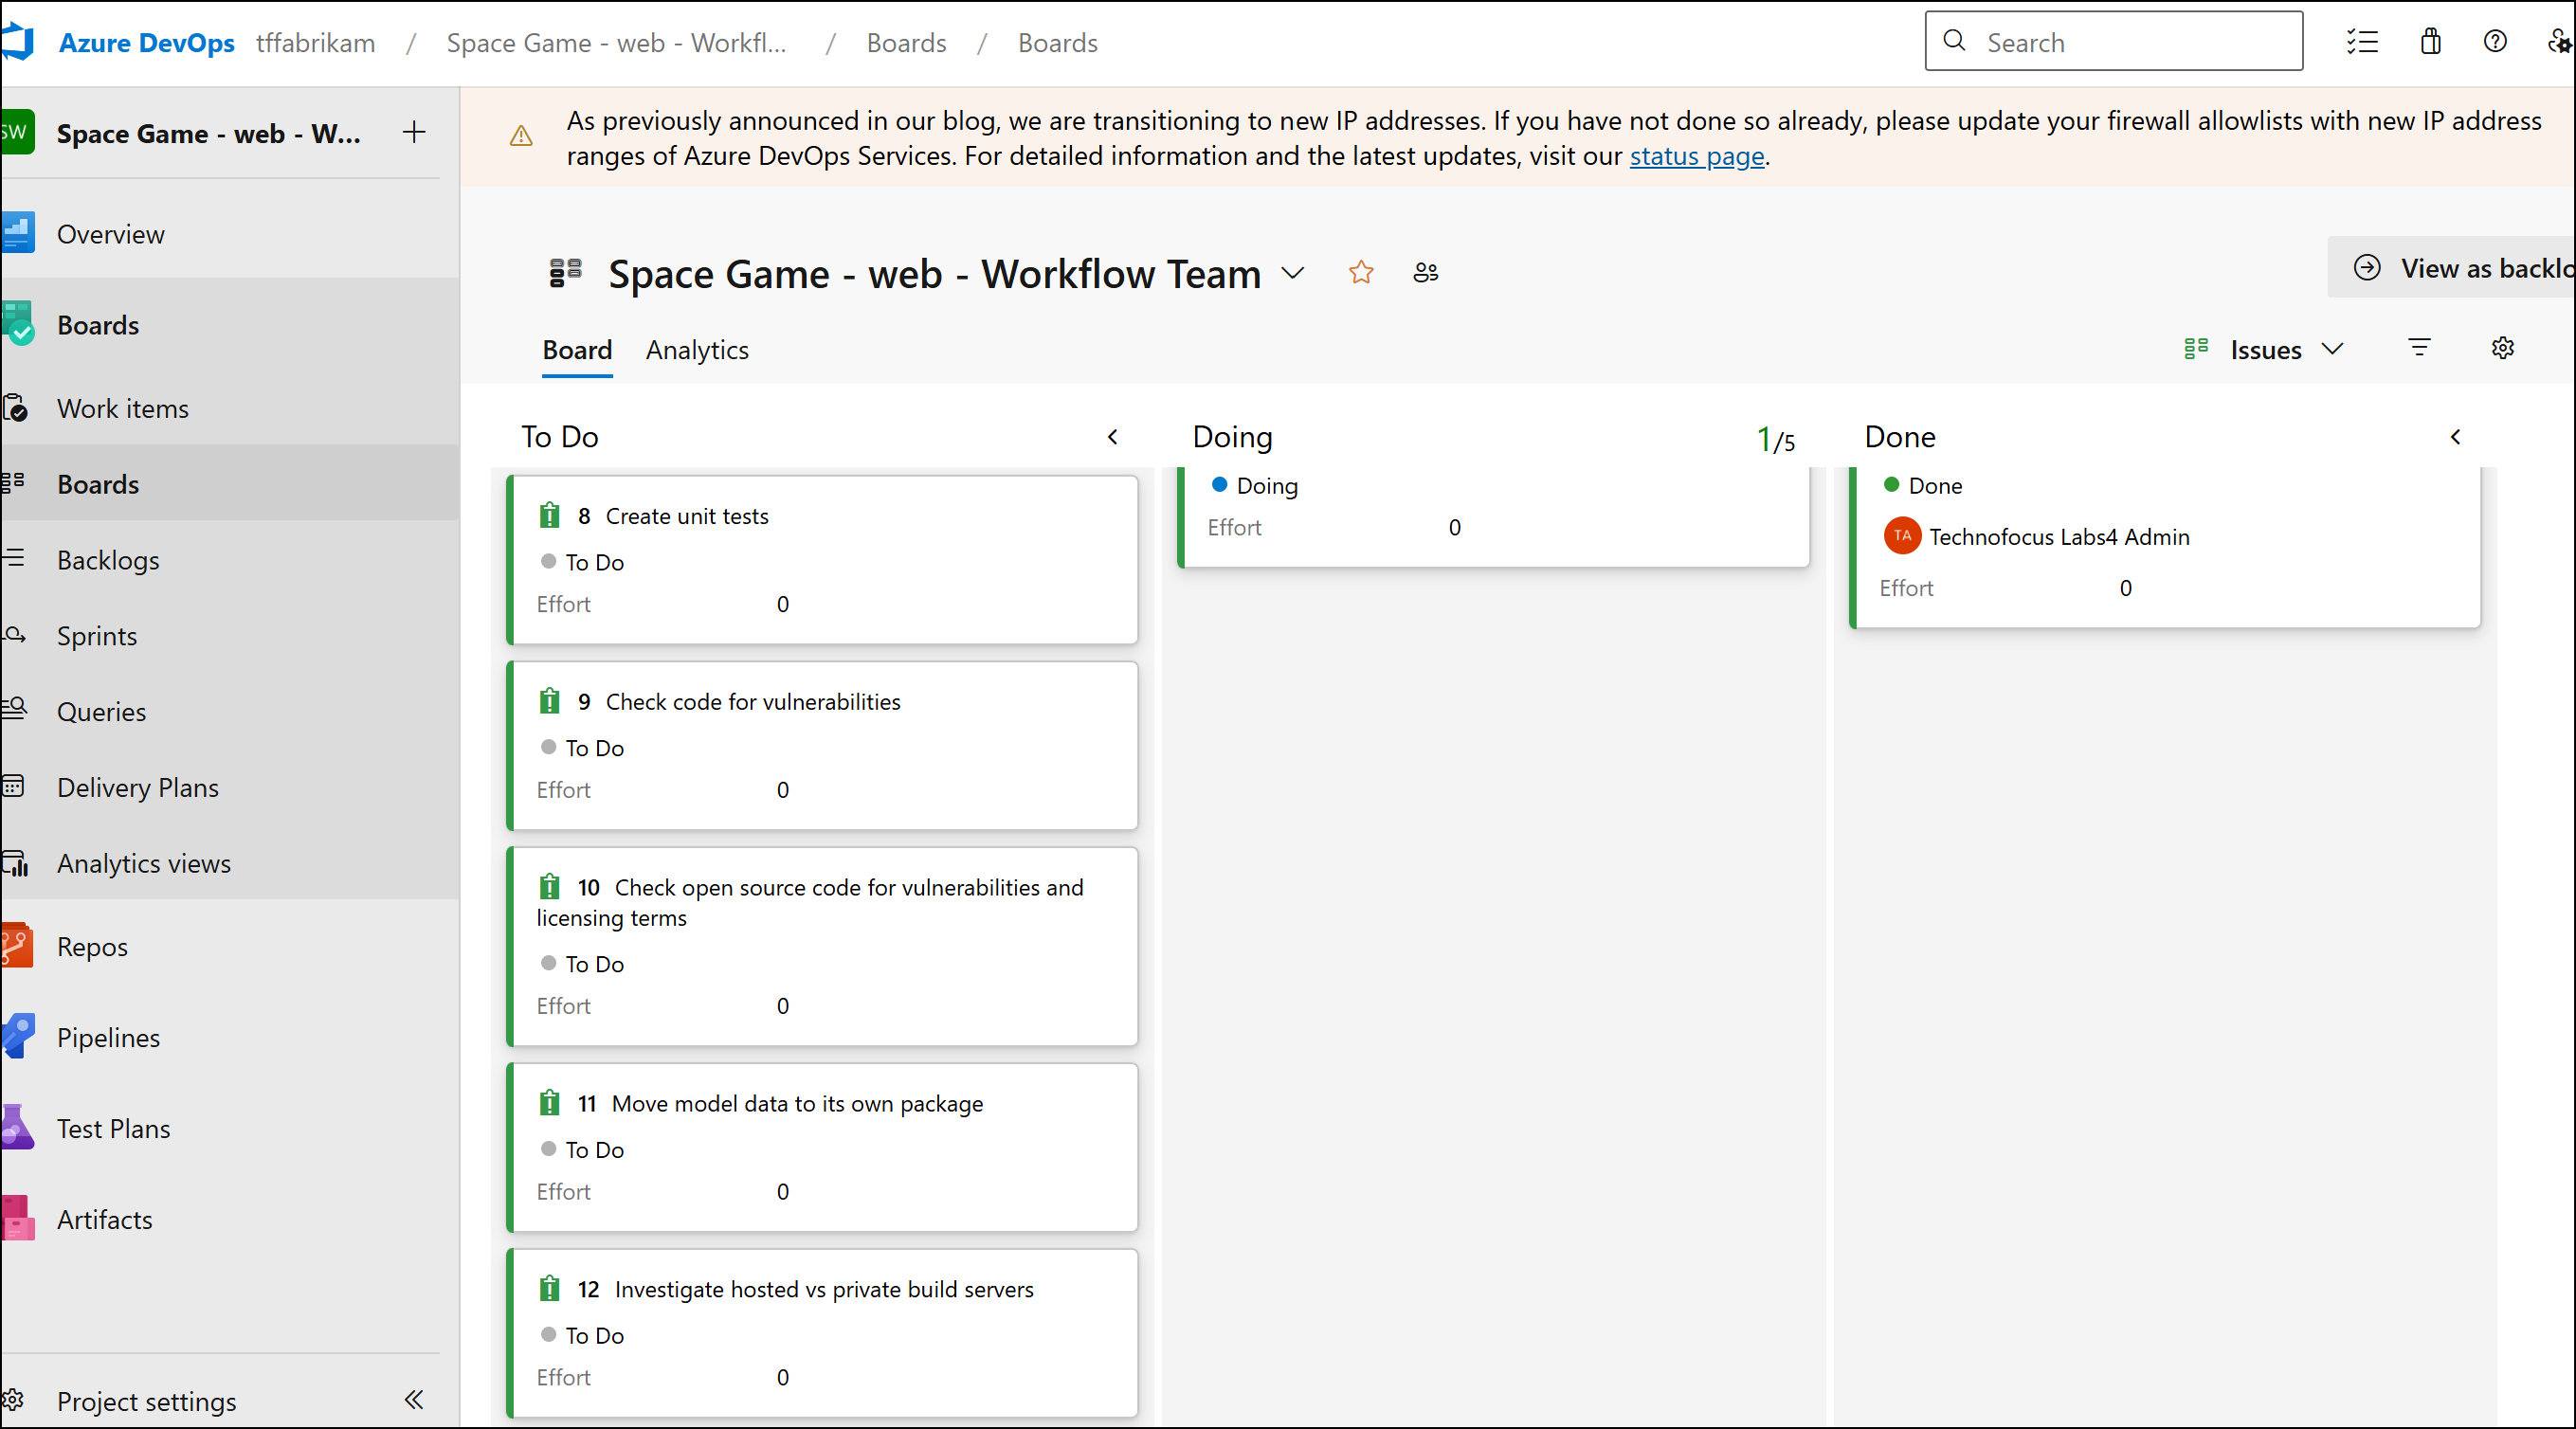 Azure DevOps tffabrikam / Space Game - web - Workfl... / Boards / Boards
Search
SW Space Game - web - W...
As previously announced in our blog, we are transitioning to new IP addresses. If you have not done so already, please update your firewall allowlists with new IP address
ranges of Azure DevOps Services. For detailed information and the latest updates, visit our status page.
Overview
Boards
Work items
Boards
Backlogs
Sprints
Queries
Delivery Plans
Analytics views
Repos
Pipelines
Test Plans
Artifacts
Project settings
Space Game - web - Workflow Team
View as backlo
Board Analytics
Issues
To Do
8 Create unit tests
To Do
Effort 0
9 Check code for vulnerabilities
To Do
Effort 0
10 Check open source code for vulnerabilities and
licensing terms
To Do
Effort 0
11 Move model data to its own package
To Do
Effort 0
12 Investigate hosted vs private build servers
To Do
Effort 0
Doing 1/5
Doing
Effort 0
Done
Done
TA Technofocus Labs4 Admin
Effort 0